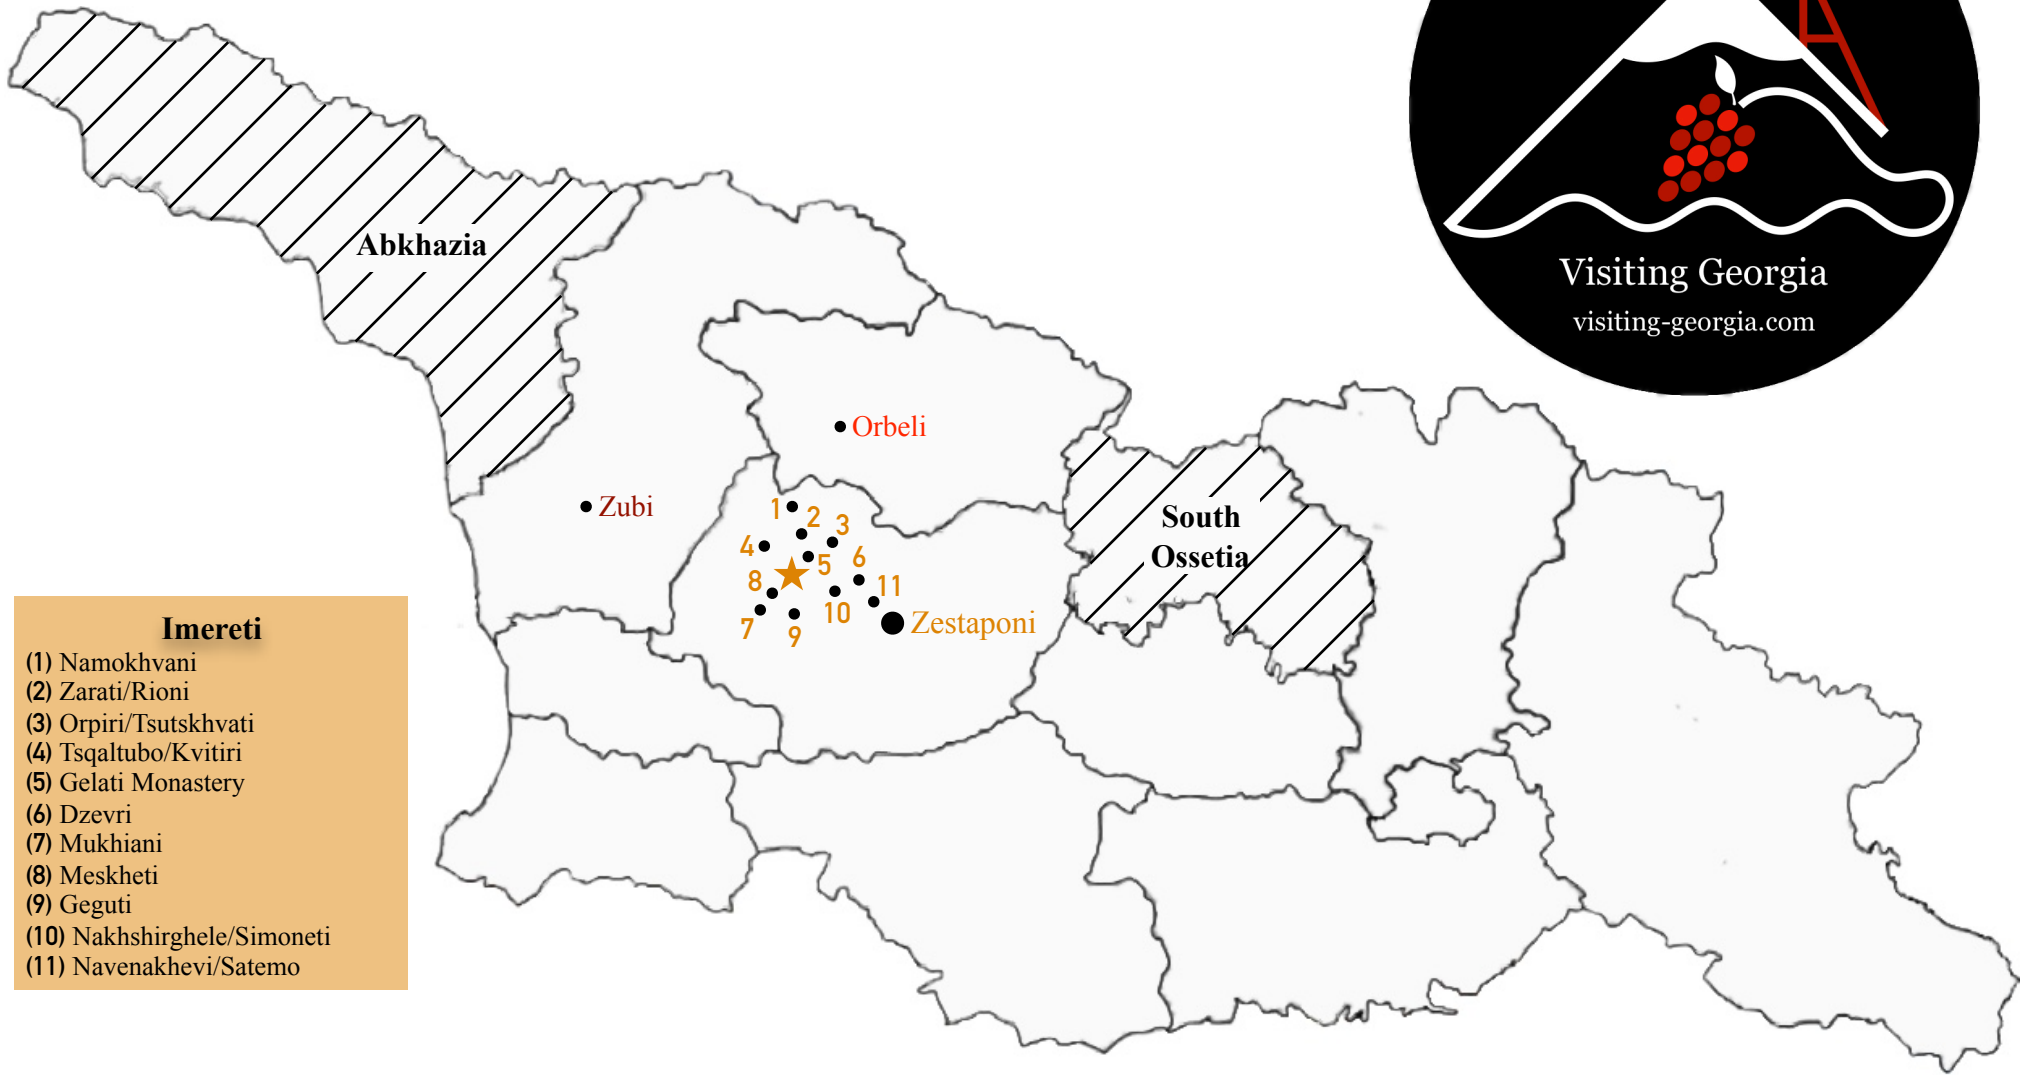 Visiting Georgia
visiting-georgia.com
Abkhazia
Orbeli
Zubi
South
Ossetia
1
2
3
4
5
6
8
11
10
7
9
Zestaponi
Imereti
(1) Namokhvani
(2) Zarati/Rioni
(3) Orpiri/Tsutskhvati
(4) Tsqaltubo/Kvitiri
(5) Gelati Monastery
(6) Dzevri
(7) Mukhiani
(8) Meskheti
(9) Geguti
(10) Nakhshirghele/Simoneti
(11) Navenakhevi/Satemo